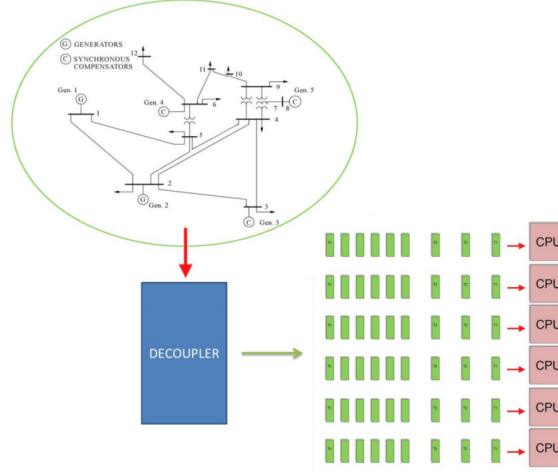 12
11
10
G GENERATORS
C SYNCHRONOUS
COMPENSATORS
9
Gen. 5
Gen. 4
C
6
7
8
C
Gen. 1
G
1
4
5
2
G
Gen. 2
3
C
Gen. 3
CPU
CPU
DECOUPLER
CPU
CPU
CPU
CPU